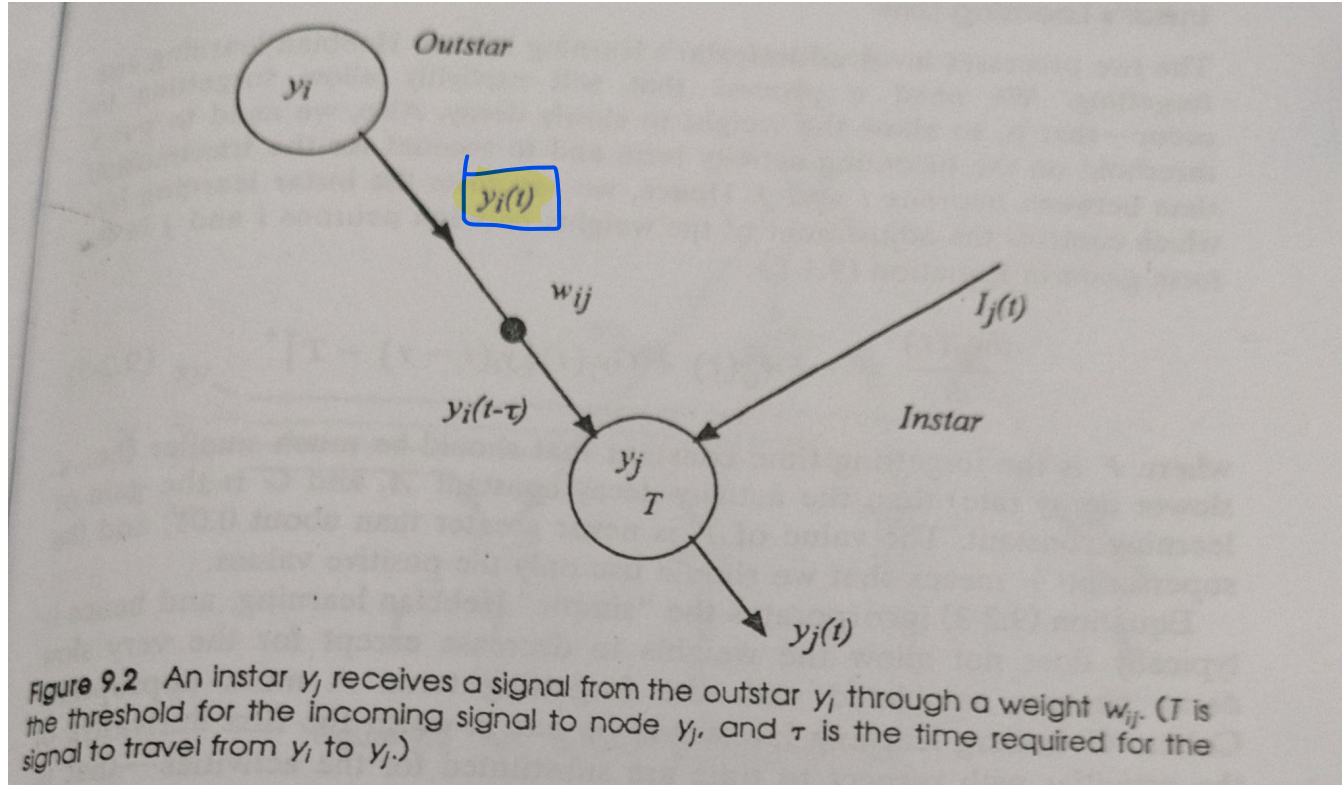 Outstar
yi
yi(t)
wij
Ij(t)
yi(t-τ)
Instar
yj
T
yj(t)
Figure 9.2 An instar yj receives a signal from the outstar yi through a weight wij. (T is
the threshold for the incoming signal to node yj, and τ is the time required for the
signal to travel from yi to yj.)